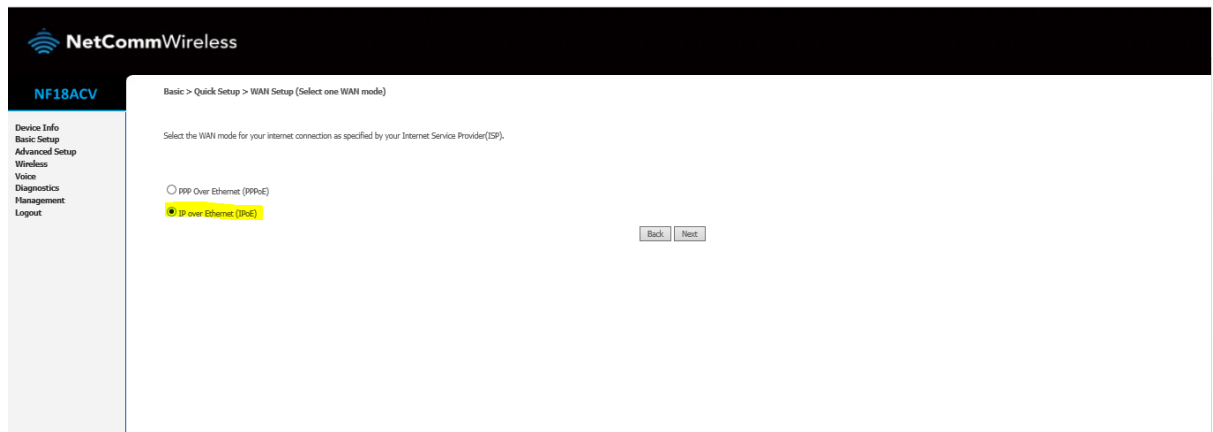 NetCommWireless
NF18ACV
Basic > Quick Setup > WAN Setup (Select one WAN mode)
Device Info
Basic Setup
Advanced Setup
Wireless
Voice
Diagnostics
Management
Logout
Select the WAN mode for your internet connection as specified by your Internet Service Provider(ISP).
PPP Over Ethernet (PPPoE)
IP over Ethernet (IPoE)
Back Next